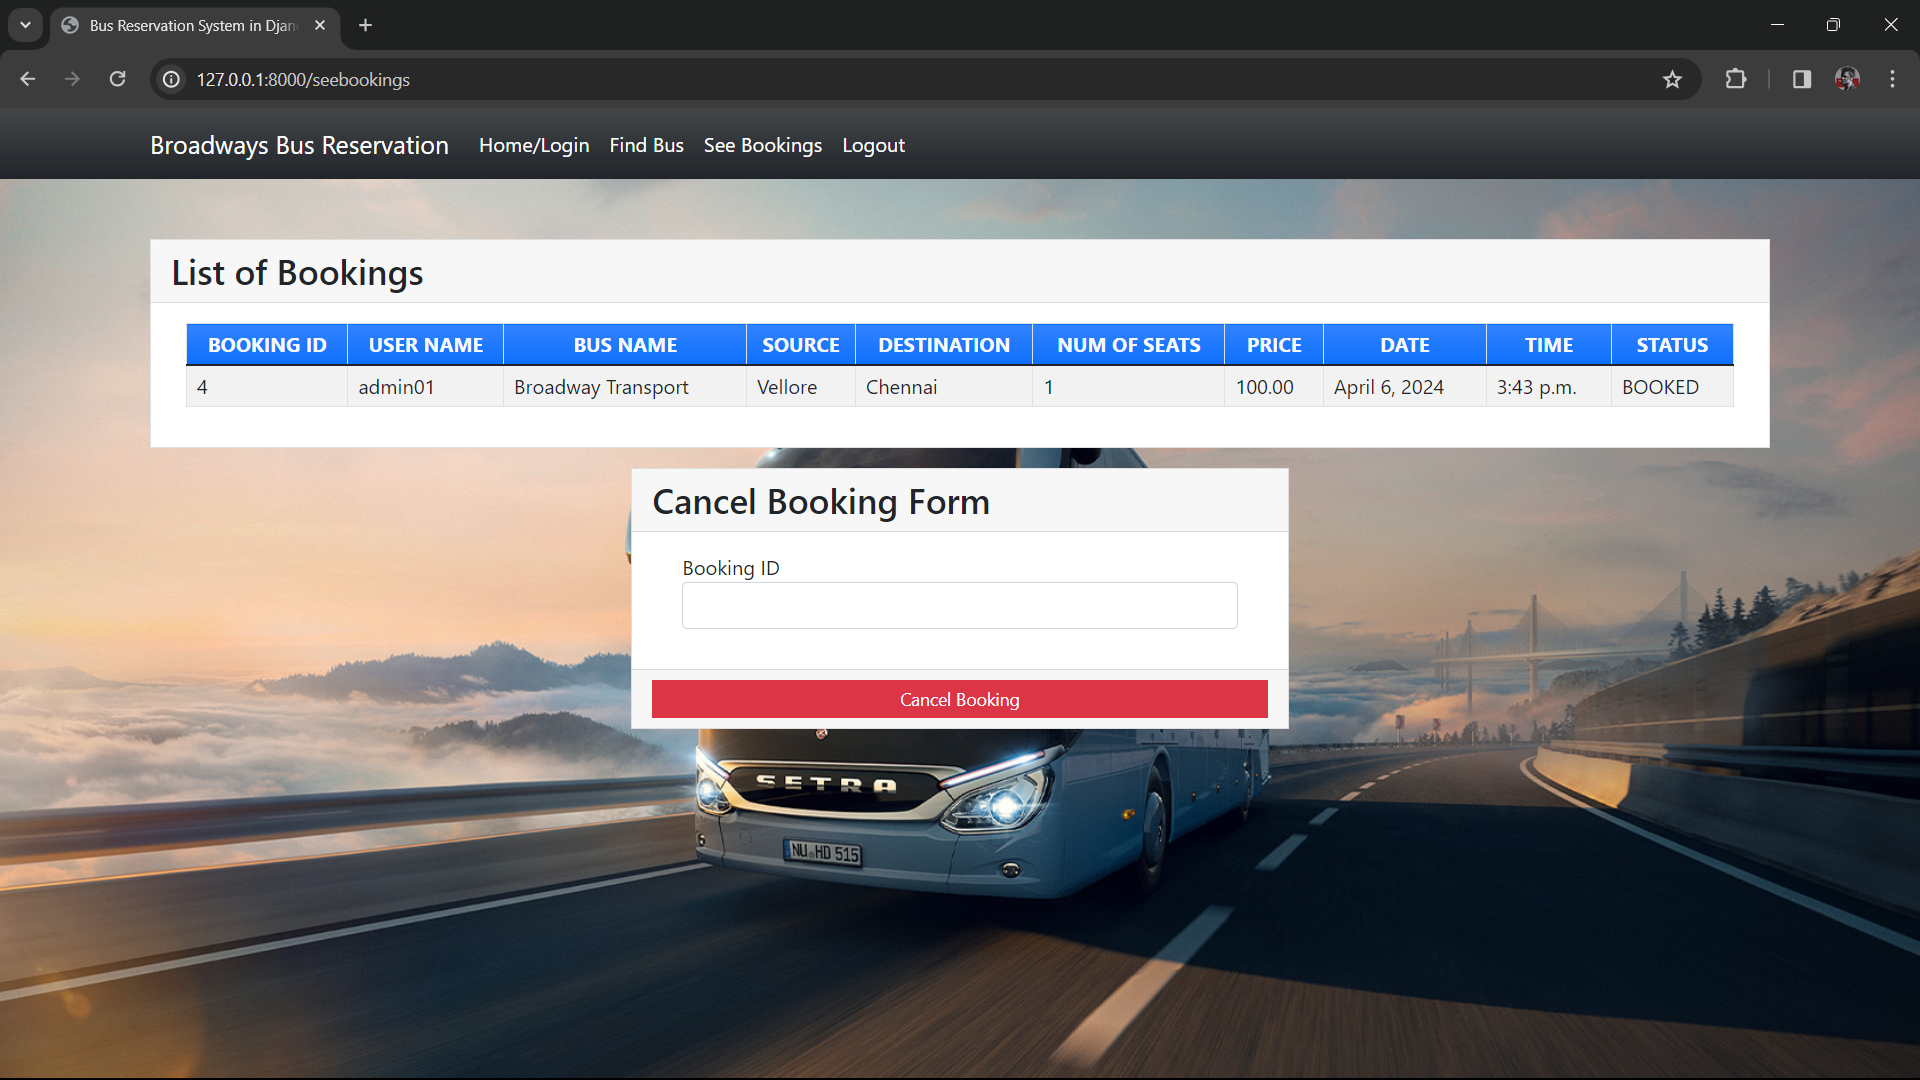 Bus Reservation System in Djan
127.0.0.1:8000/seebookings
Broadways Bus Reservation Home/Login Find Bus See Bookings Logout
List of Bookings
BOOKING ID USER NAME BUS NAME SOURCE DESTINATION NUM OF SEATS PRICE DATE TIME STATUS
4 admin01 Broadway Transport Vellore Chennai 1 100.00 April 6, 2024 3:43 p.m. BOOKED
Cancel Booking Form
Booking ID
Cancel Booking
SETRA
NU HD 515